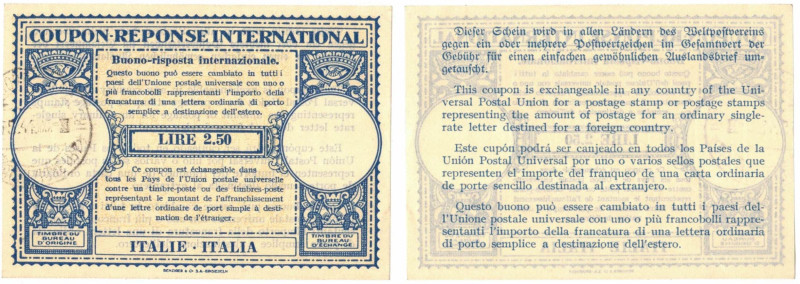 COUPON-REPONSE INTERNATIONAL
Buono-risposta internazionale.
Questo buono può essere cambiato in tutti i
paesi dell'Unione postale universale con uno o
più francobolli rappresentanti l'importo della
francatura di una lettera ordinaria di porto
semplice a destinazione dell'estero.
LIRE 2.50
Ce coupon est échangeable dans
tous les Pays de l'Union postale universelle
contre un timbre-poste ou des timbres-poste
représentant le montant de l'affranchissement
d'une lettre ordinaire de port simple à desti-
nation de l'étranger.
TIMBRE DU
BUREAU
D'ORIGINE
TIMBRE DU
BUREAU
D'ÉCHANGE
ITALIE - ITALIA
BENZIGER & Co S.A. EINSIEDELN
Dieser Schein wird in allen Ländern des Weltpostvereins
gegen ein oder mehrere Postwertzeichen im Gesamtwert der
Gebühr für einen einfachen gewöhnlichen Auslandsbrief um-
getauscht.
This coupon is exchangeable in any country of the Uni-
versal Postal Union for a postage stamp or postage stamps
representing the amount of postage for an ordinary single-
rate letter destined for a foreign country.
Este cupón podrá ser canjeado en todos los Países de la
Unión Postal Universal por uno o varios sellos postales que
representen el importe del franqueo de una carta ordinaria
de porte sencillo destinada al extranjero.
Questo buono può essere cambiato in tutti i paesi del-
l'Unione postale universale con uno o più francobolli rappre-
sentanti l'importo della francatura di una lettera ordinaria
di porto semplice a destinazione dell'estero.